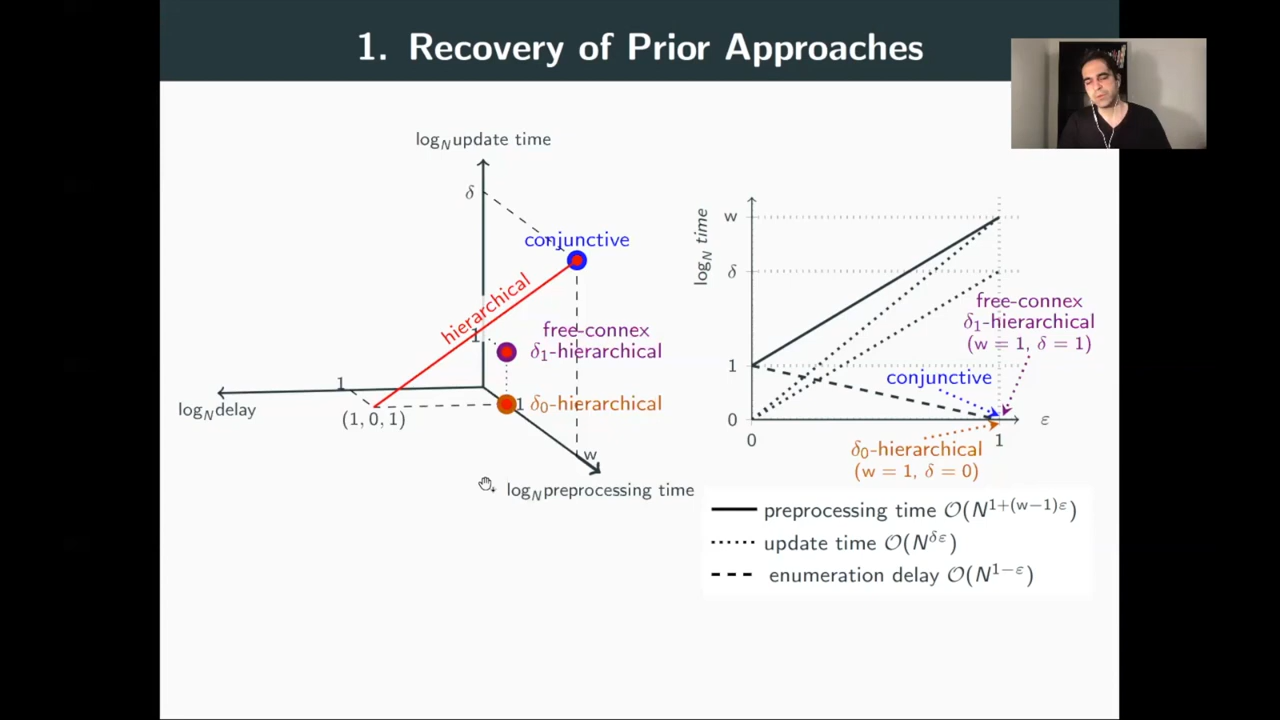 1. Recovery of Prior Approaches
log_N update time
δ
conjunctive
hierarchical
1
free-connex
δ₁-hierarchical
1
log_N delay
(1, 0, 1)
1 δ₀-hierarchical
w
log_N preprocessing time
log_N time
w
δ
1
0
0
1
ε
free-connex
δ₁-hierarchical
(w = 1, δ = 1)
conjunctive
δ₀-hierarchical
(w = 1, δ = 0)
preprocessing time 𝒪(N^{1+(w−1)ε})
update time 𝒪(N^{δε})
enumeration delay 𝒪(N^{1−ε})